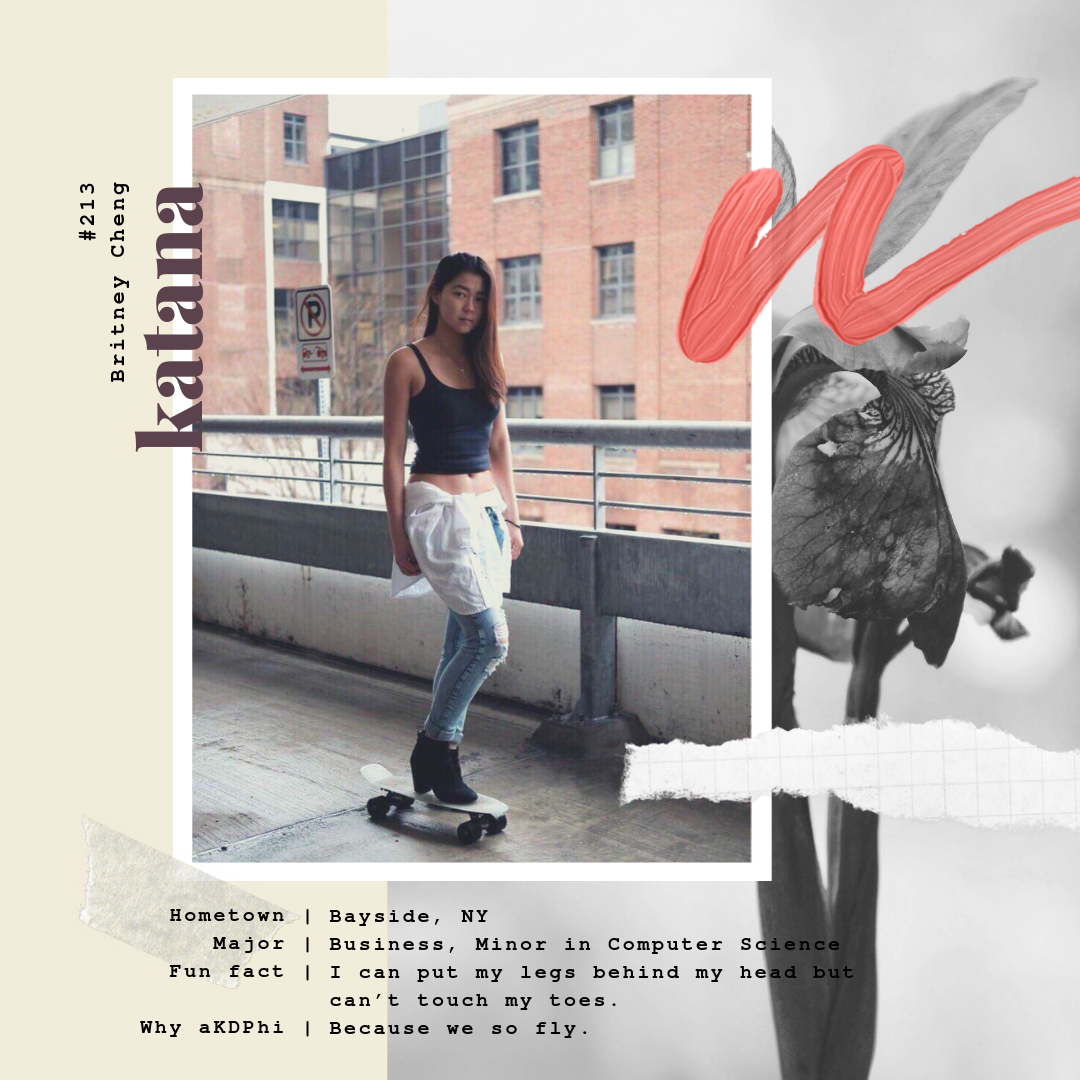 #213
Britney Cheng
katana
P
Hometown | Bayside, NY
Major | Business, Minor in Computer Science
Fun fact | I can put my legs behind my head but
can’t touch my toes.
Why aKDPhi | Because we so fly.